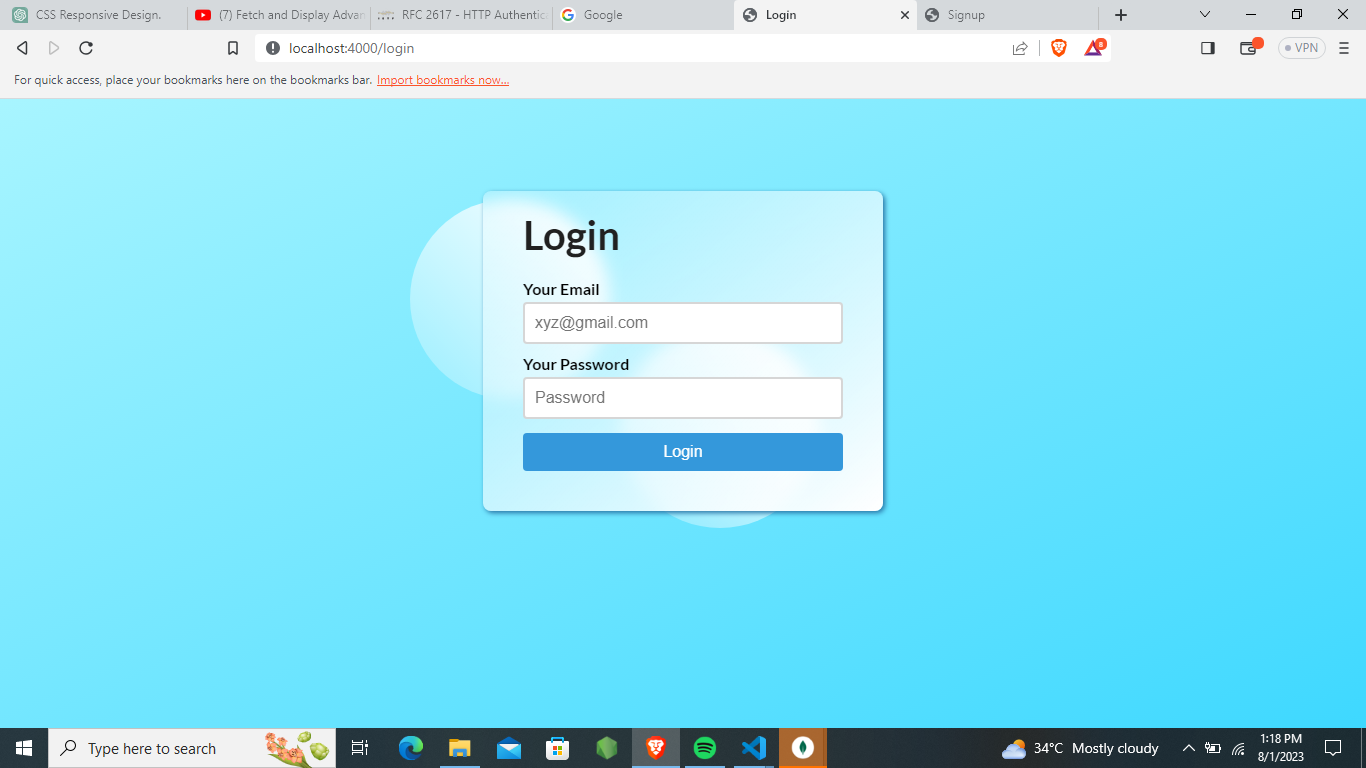 CSS Responsive Design.
(7) Fetch and Display Advan
RFC 2617 - HTTP Authentic
Google
Login
Signup
localhost:4000/login
8
VPN
For quick access, place your bookmarks here on the bookmarks bar. Import bookmarks now...
Login
Your Email
xyz@gmail.com
Your Password
Password
Login
Type here to search
34°C Mostly cloudy
1:18 PM
8/1/2023